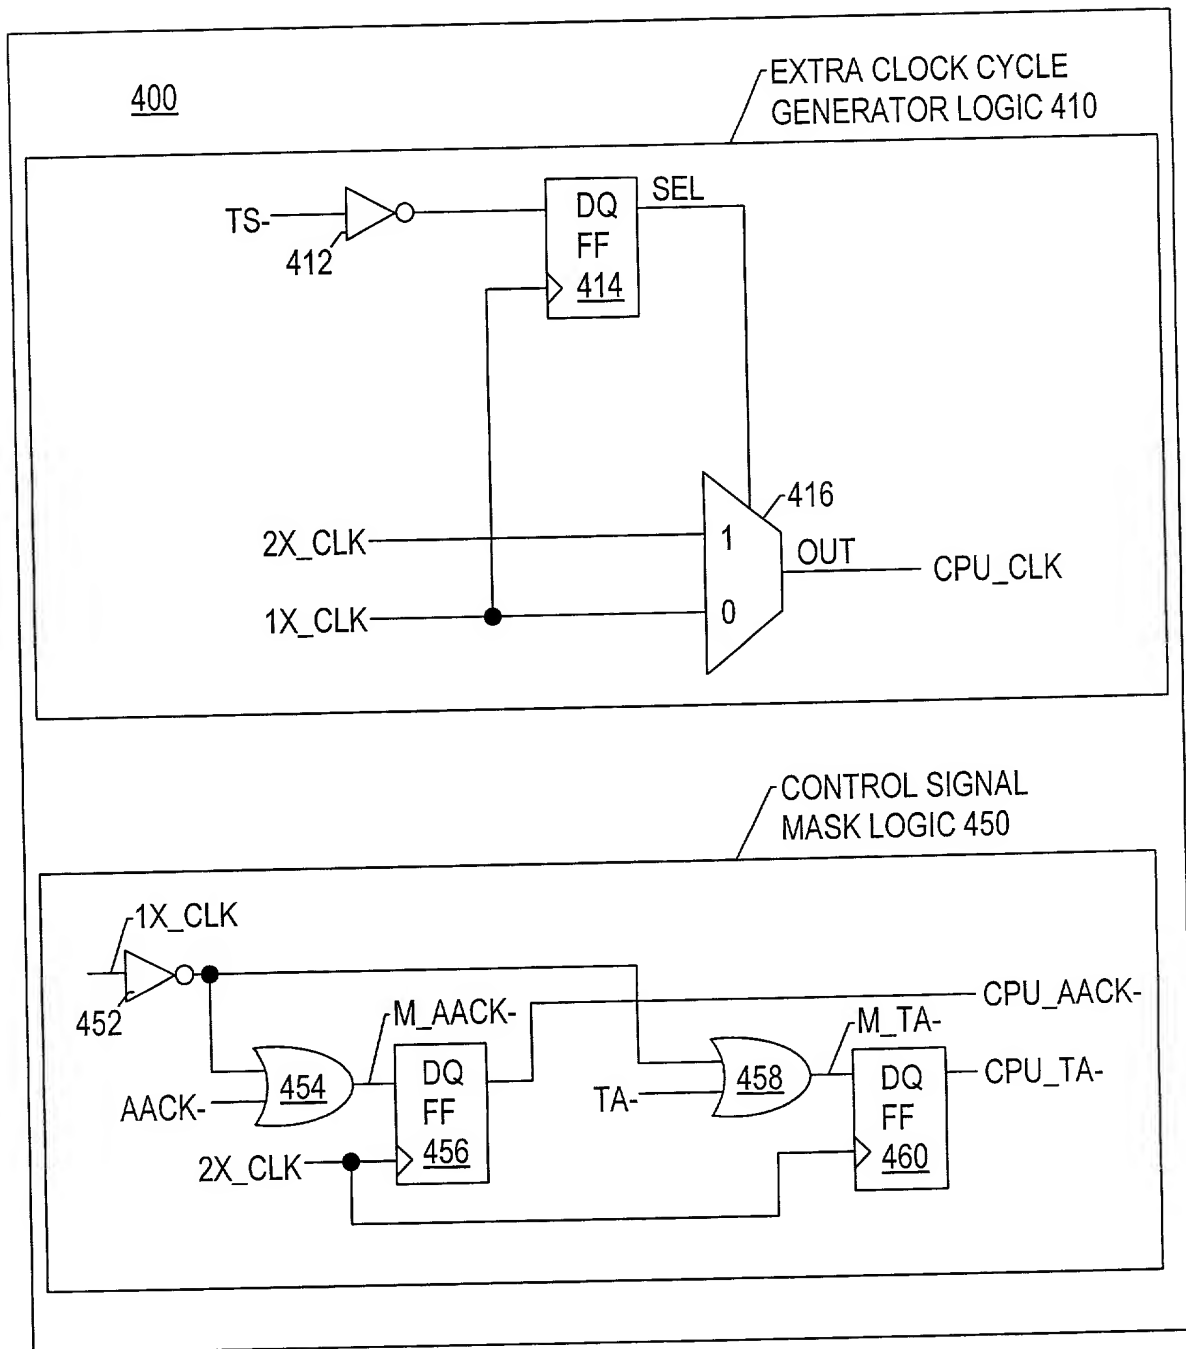 400
EXTRA CLOCK CYCLE
GENERATOR LOGIC 410
TS-
412
DQ
FF
414
SEL
416
2X_CLK
1
OUT
CPU_CLK
1X_CLK
0
CONTROL SIGNAL
MASK LOGIC 450
1X_CLK
452
M_AACK-
CPU_AACK-
M_TA-
454
DQ
FF
456
AACK-
2X_CLK
TA-
458
DQ
FF
460
CPU_TA-